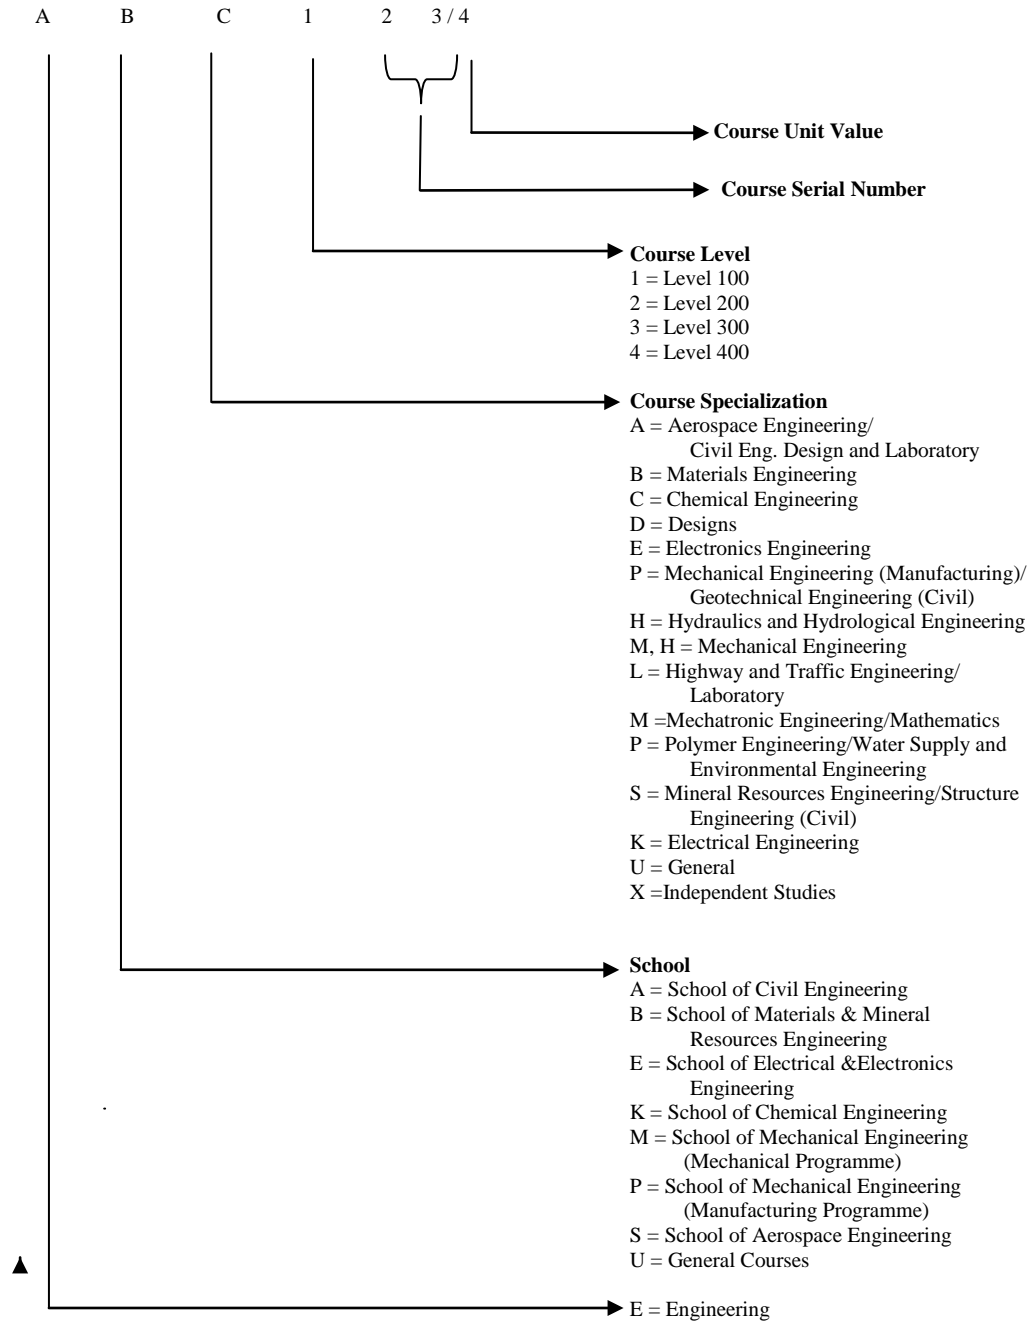 A B C 1 2 3 / 4
Course Unit Value
Course Serial Number
Course Level
1 = Level 100
2 = Level 200
3 = Level 300
4 = Level 400
Course Specialization
A = Aerospace Engineering/
Civil Eng. Design and Laboratory
B = Materials Engineering
C = Chemical Engineering
D = Designs
E = Electronics Engineering
P = Mechanical Engineering (Manufacturing)/
Geotechnical Engineering (Civil)
H = Hydraulics and Hydrological Engineering
M, H = Mechanical Engineering
L = Highway and Traffic Engineering/
Laboratory
M =Mechatronic Engineering/Mathematics
P = Polymer Engineering/Water Supply and
Environmental Engineering
S = Mineral Resources Engineering/Structure
Engineering (Civil)
K = Electrical Engineering
U = General
X =Independent Studies
School
A = School of Civil Engineering
B = School of Materials & Mineral
Resources Engineering
E = School of Electrical &Electronics
Engineering
K = School of Chemical Engineering
M = School of Mechanical Engineering
(Mechanical Programme)
P = School of Mechanical Engineering
(Manufacturing Programme)
S = School of Aerospace Engineering
U = General Courses
E = Engineering